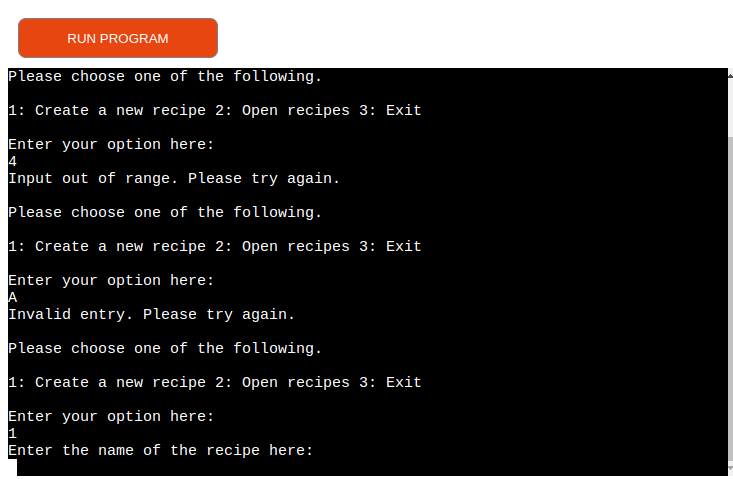 RUN PROGRAM
Please choose one of the following.
1: Create a new recipe 2: Open recipes 3: Exit
Enter your option here:
4
Input out of range. Please try again.
Please choose one of the following.
1: Create a new recipe 2: Open recipes 3: Exit
Enter your option here:
A
Invalid entry. Please try again.
Please choose one of the following.
1: Create a new recipe 2: Open recipes 3: Exit
Enter your option here:
1
Enter the name of the recipe here: